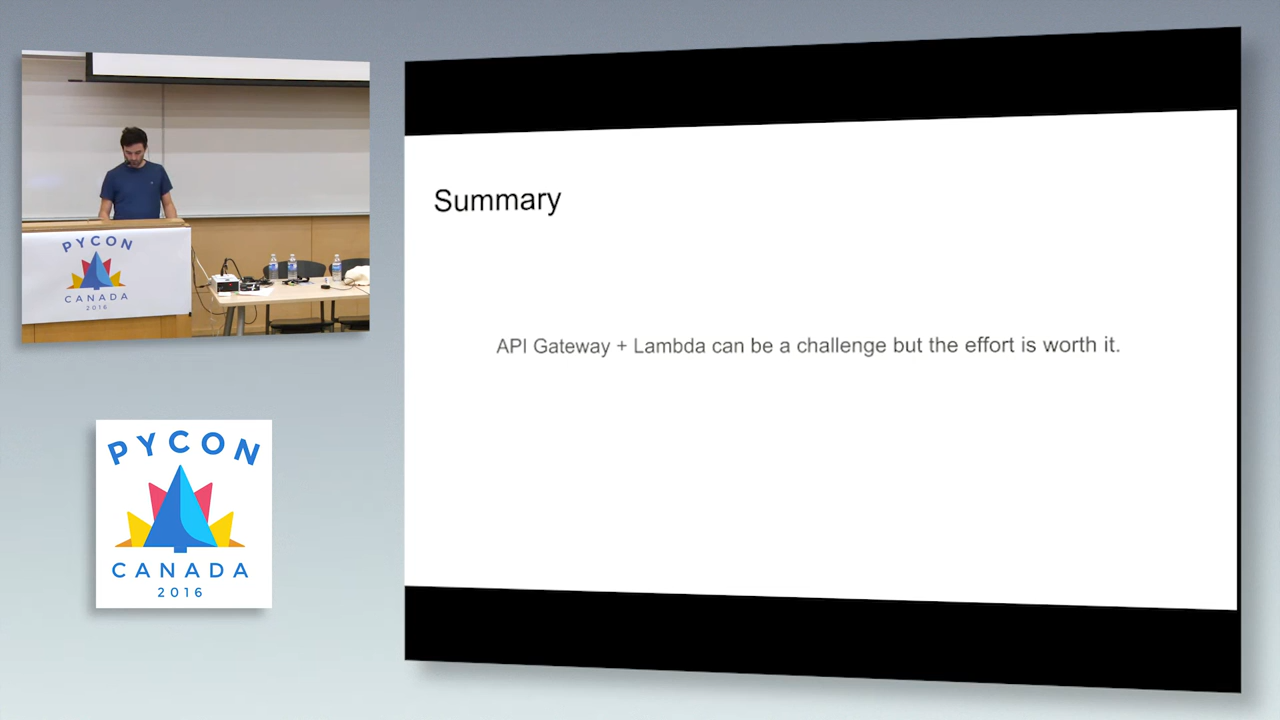 PYCON
CANADA
2016
PYCON
CANADA
2016
Summary
API Gateway + Lambda can be a challenge but the effort is worth it.